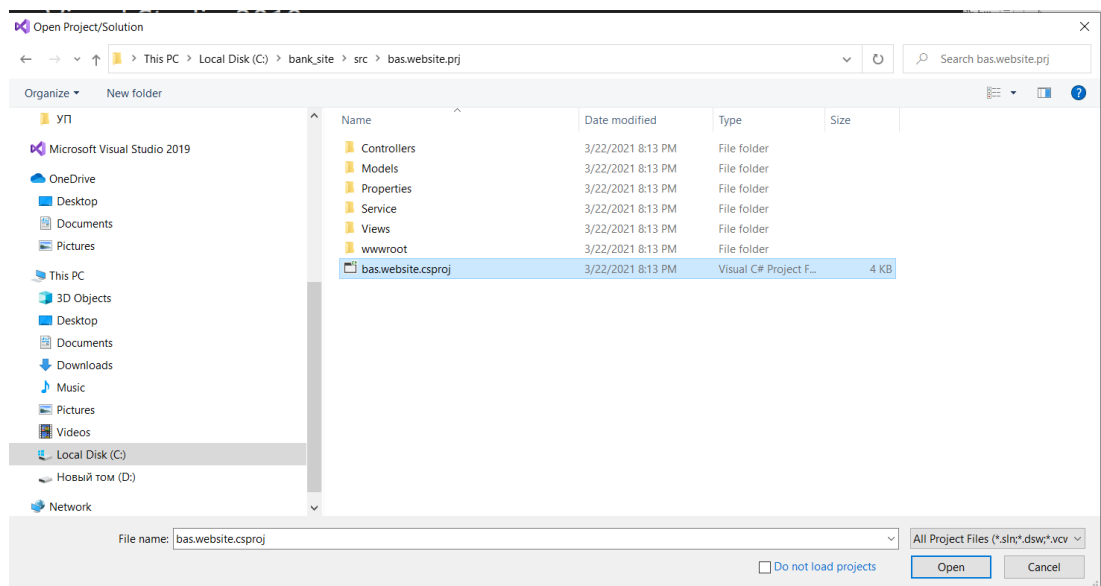 Open Project/Solution
This PC > Local Disk (C:) > bank_site > src > bas.website.prj
Search bas.website.prj
Organize
New folder
УП
Microsoft Visual Studio 2019
OneDrive
Desktop
Documents
Pictures
This PC
3D Objects
Desktop
Documents
Downloads
Music
Pictures
Videos
Local Disk (C:)
Новый том (D:)
Network
Name Date modified Type Size
Controllers 3/22/2021 8:13 PM File folder
Models 3/22/2021 8:13 PM File folder
Properties 3/22/2021 8:13 PM File folder
Service 3/22/2021 8:13 PM File folder
Views 3/22/2021 8:13 PM File folder
wwwroot 3/22/2021 8:13 PM File folder
bas.website.csproj 3/22/2021 8:13 PM Visual C# Project F... 4 KB
File name: bas.website.csproj
All Project Files (*.sln;*.dsw;*.vcv
Do not load projects
Open
Cancel